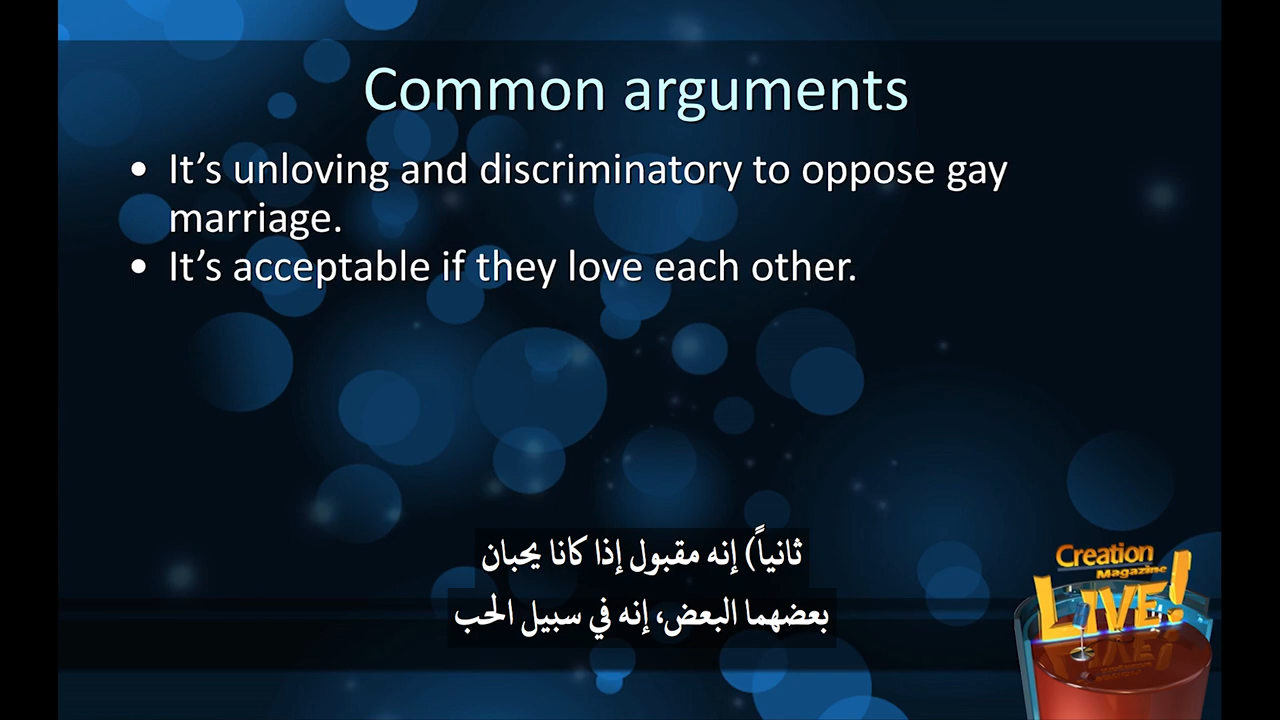 Common arguments
• It’s unloving and discriminatory to oppose gay
marriage.
• It’s acceptable if they love each other.
ثانياً) إنه مقبول إذا كانا يحبان
بعضهما البعض، إنه في سبيل الحب
Creation
Magazine
LIVE!